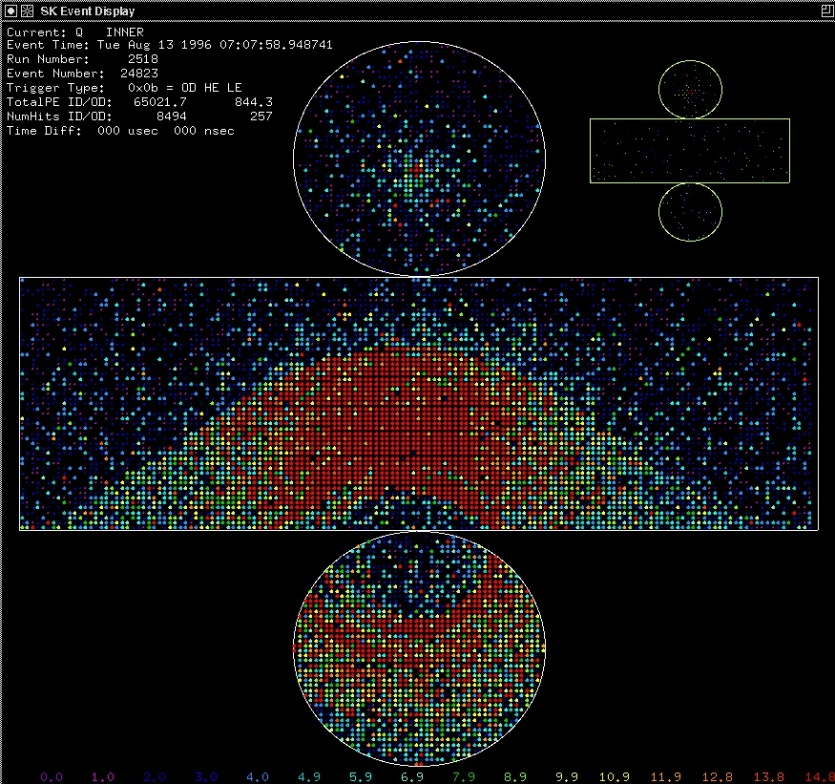 SK Event Display
Current: Q INNER
Event Time: Tue Aug 13 1996 07:07:58.948741
Run Number: 2518
Event Number: 24823
Trigger Type: 0x0b = OD HE LE
TotalPE ID/OD: 65021.7 844.3
NumHits ID/OD: 8494 257
Time Diff: 000 usec 000 nsec
0.0 1.0 2.0 3.0 4.0 4.9 5.9 6.9 7.9 8.9 9.9 10.9 11.9 12.8 13.8 14.8